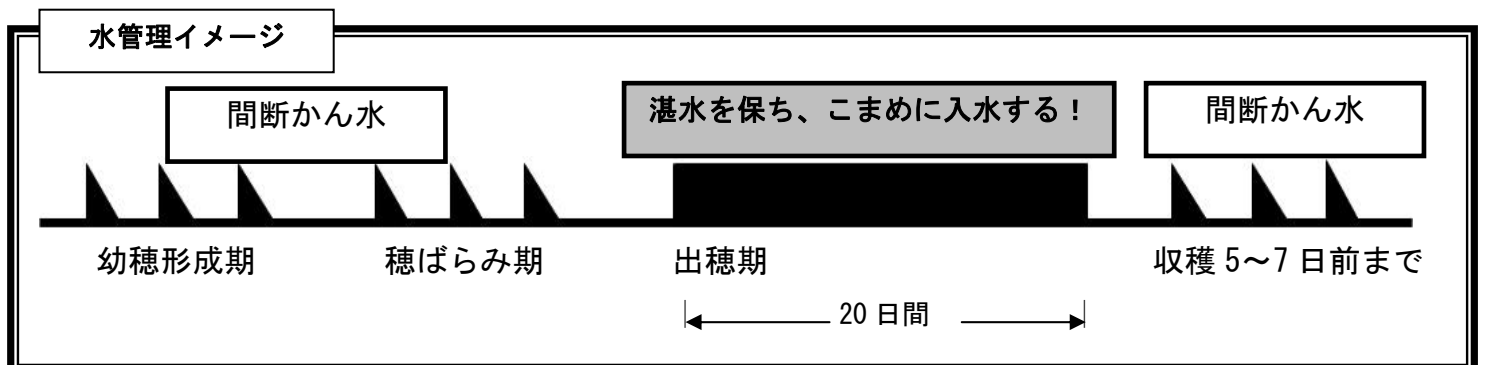 水管理イメージ
間断かん水
湛水を保ち、こまめに入水する!
間断かん水
幼穂形成期 穂ばらみ期 出穂期 収穫5～7日前まで
20日間